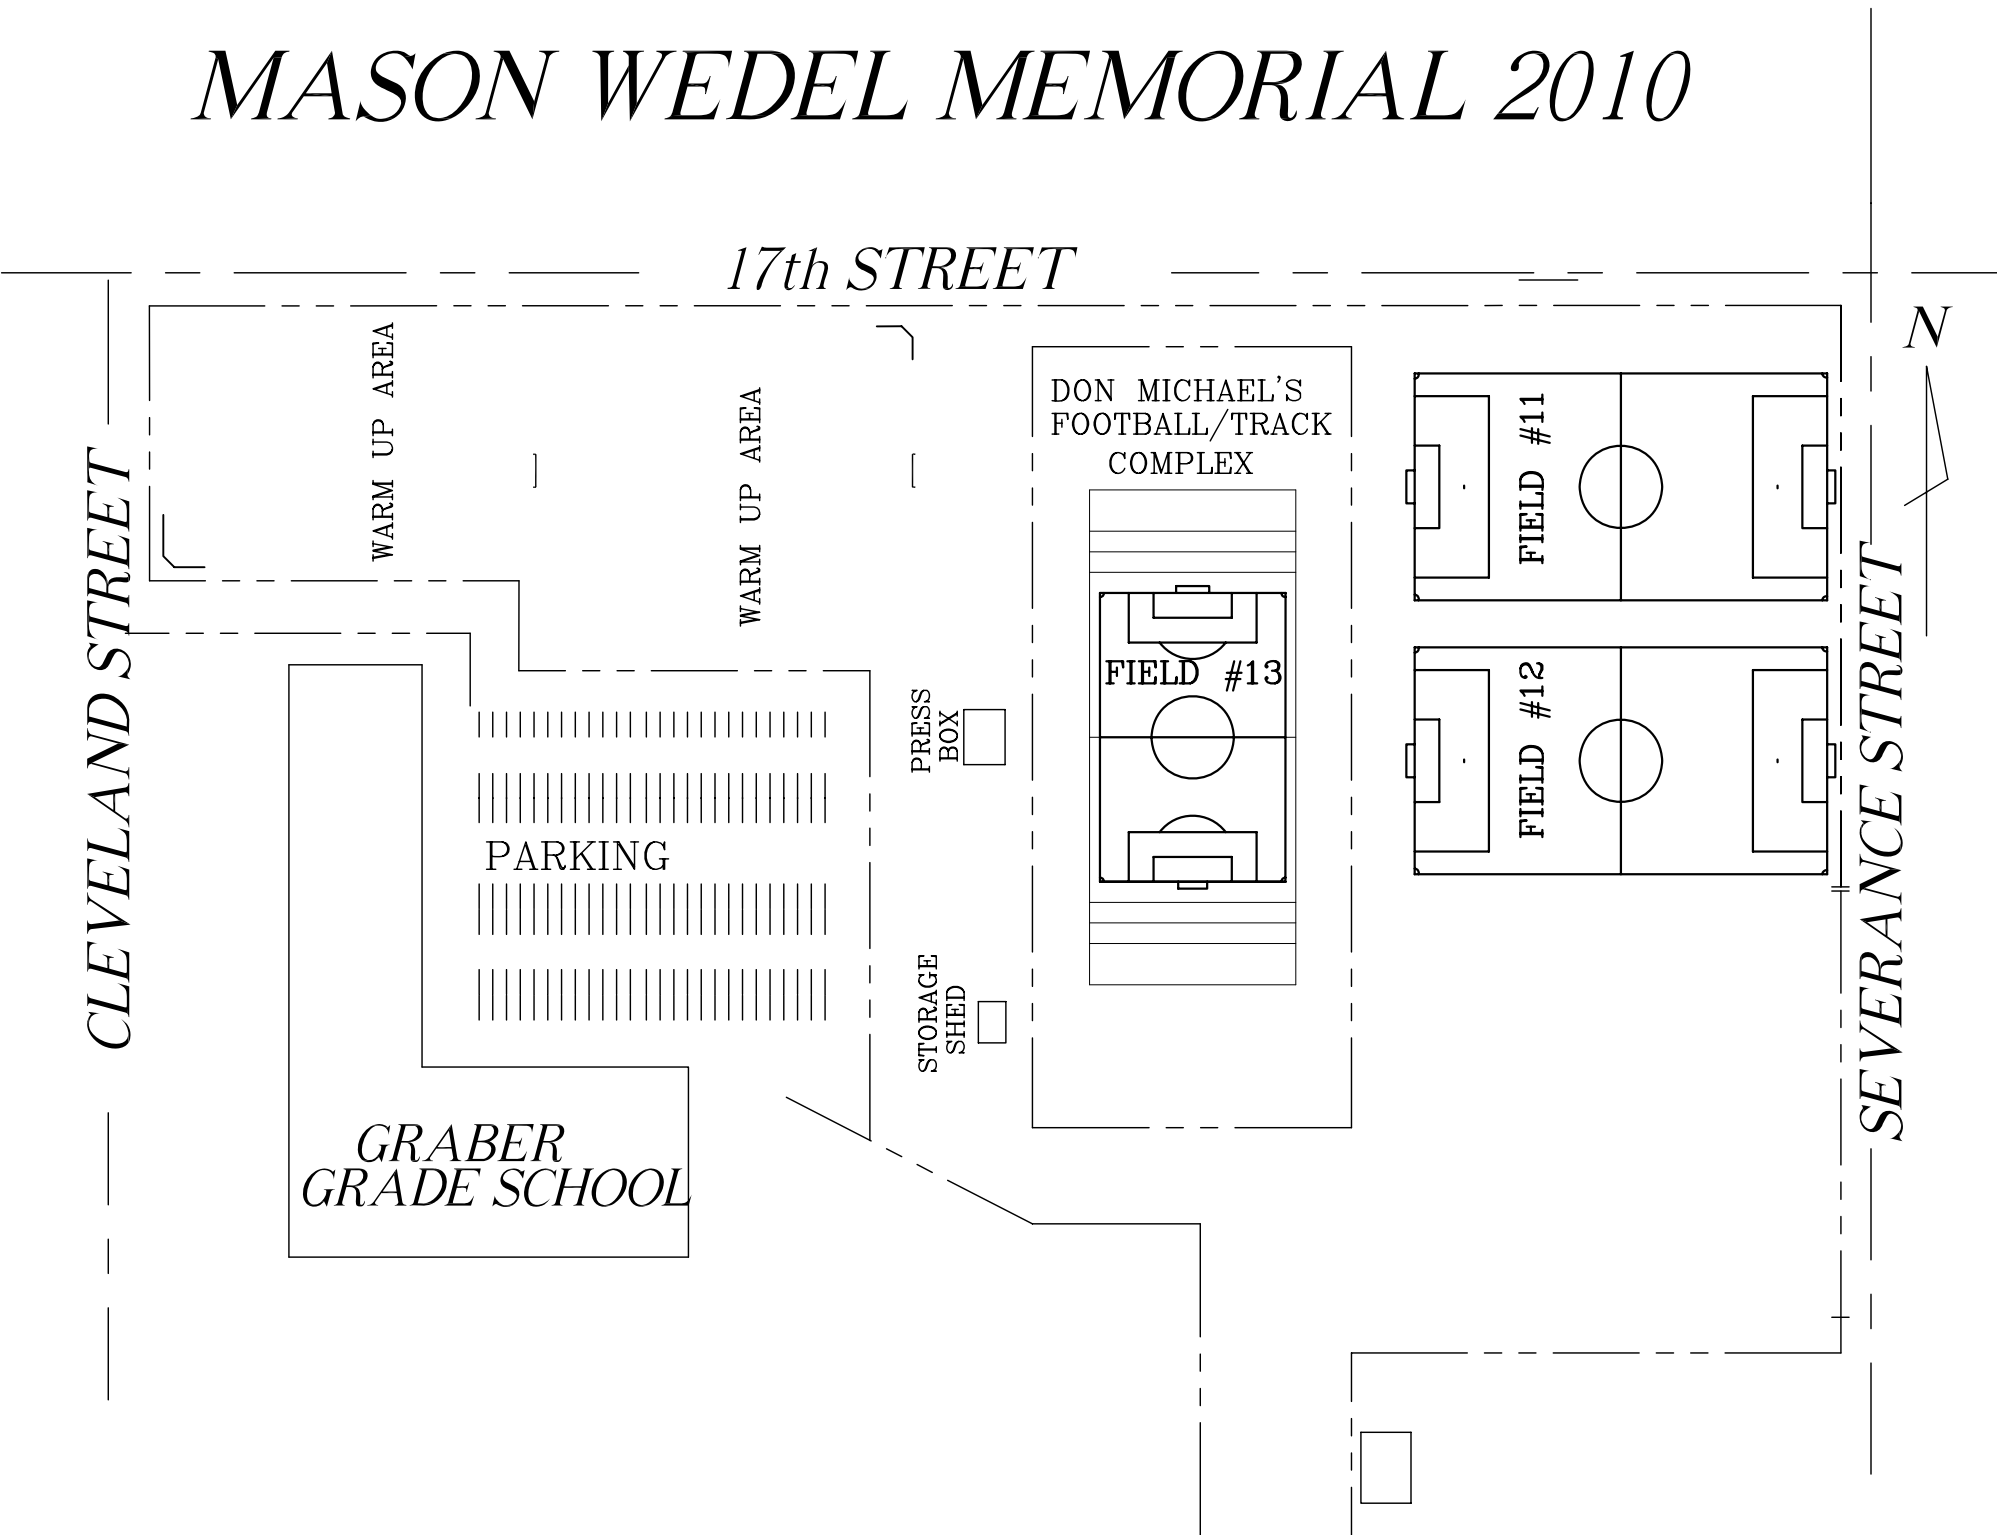 MASON WEDEL MEMORIAL 2010
17th STREET
N
WARM UP AREA
WARM UP AREA
DON MICHAEL'S
FOOTBALL/TRACK
COMPLEX
FIELD #11
CLEVELAND STREET
SEVERANCE STREET
FIELD #13
FIELD #12
PRESS
BOX
PARKING
STORAGE
SHED
GRABER
GRADE SCHOOL